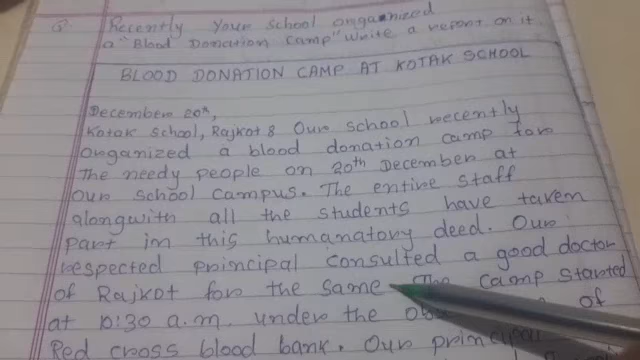 Q Recently Your School organized
a "Blood Donation Camp" Write a report on it.
BLOOD DONATION CAMP AT KOTAK SCHOOL
December 20th,
Kotak School, Rajkot : Our School recently
organized a blood donation camp for
the needy people on 20th December at
our school campus. The entire staff
alongwith all the students have taken
part in this humanatory deed. Our
respected principal consulted a good doctor
of Rajkot for the same. The camp started
at 10:30 a.m. under the of
Red cross blood bank. Our principal